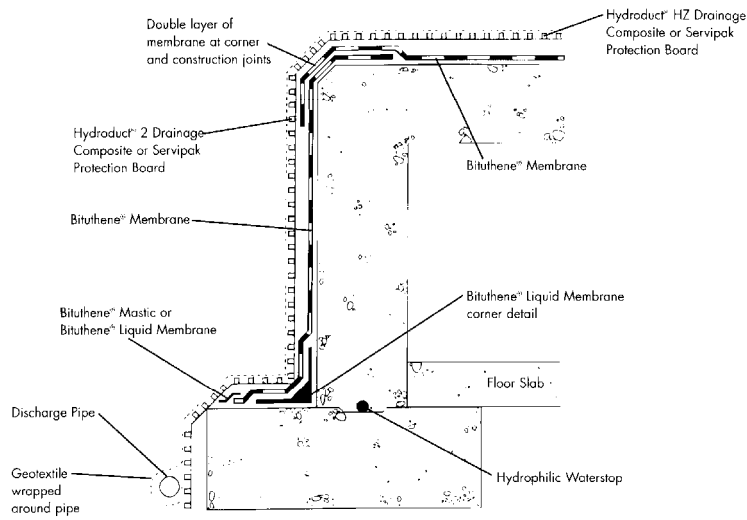 Double layer of
membrane at corner
and construction joints
Hydroduct® HZ Drainage
Composite or Servipak
Protection Board
Hydroduct® 2 Drainage
Composite or Servipak
Protection Board
Bituthene® Membrane
Bituthene® Membrane
Bituthene® Mastic or
Bituthene® Liquid Membrane
Bituthene® Liquid Membrane
corner detail
Floor Slab
Discharge Pipe
Geotextile
wrapped
around pipe
Hydrophilic Waterstop